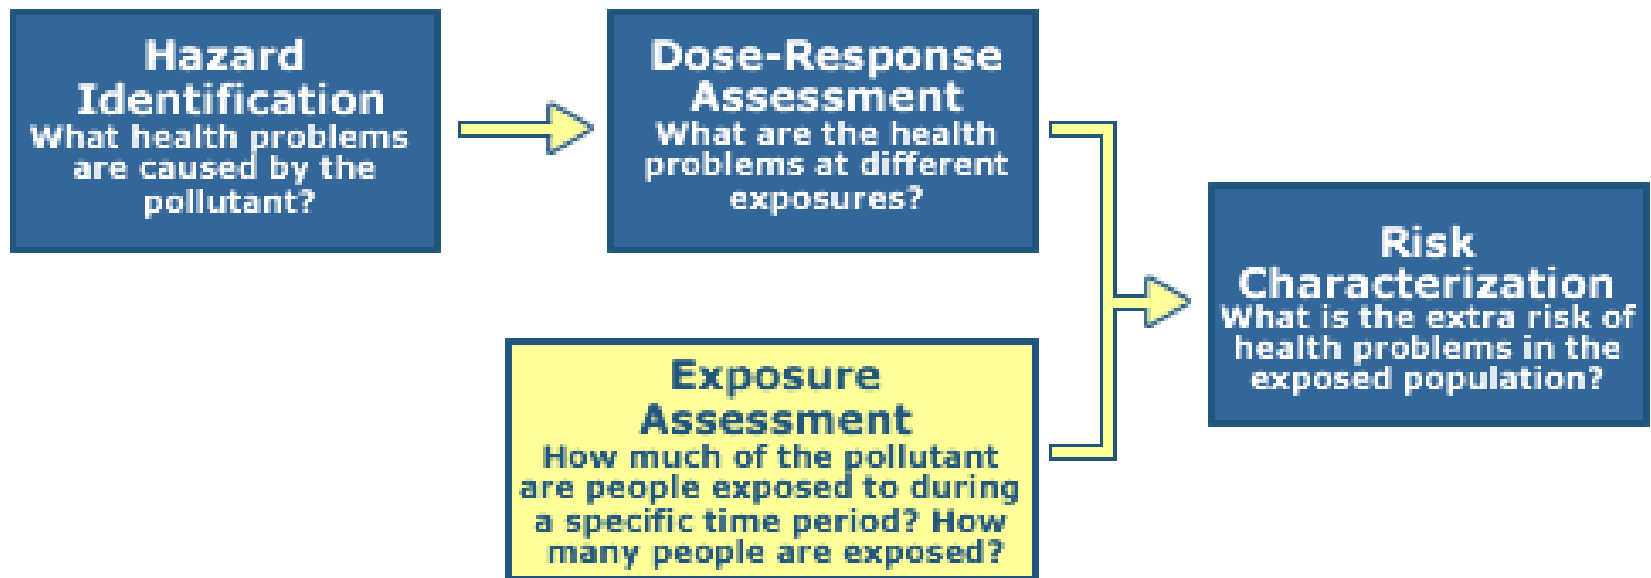 Hazard
Identification
What health problems
are caused by the
pollutant?
Dose-Response
Assessment
What are the health
problems at different
exposures?
Exposure
Assessment
How much of the pollutant
are people exposed to during
a specific time period? How
many people are exposed?
Risk
Characterization
What is the extra risk of
health problems in the
exposed population?